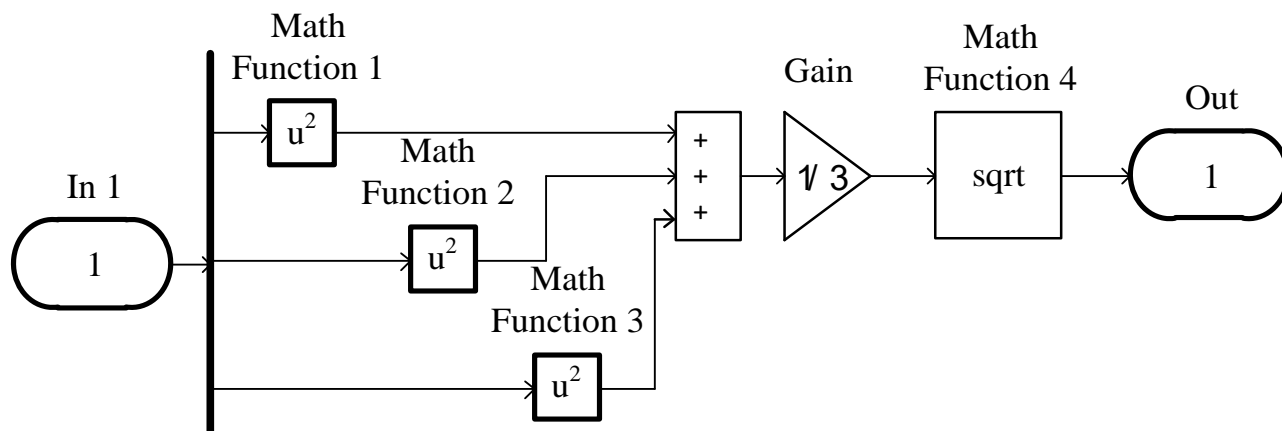 Math
Function 1
u²
Math
Function 2
u²
Math
Function 3
u²
In 1
1
+
+
+
Gain
1/ 3
Math
Function 4
sqrt
Out
1